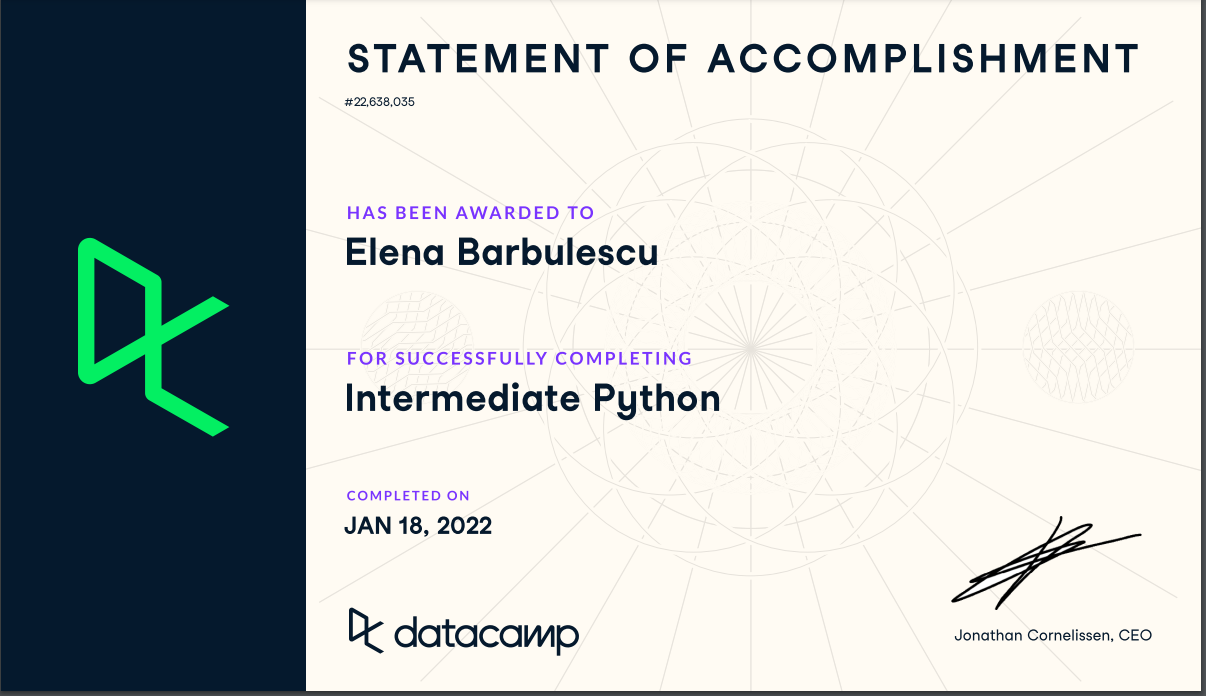 STATEMENT OF ACCOMPLISHMENT
#22,638,035
HAS BEEN AWARDED TO
Elena Barbulescu
FOR SUCCESSFULLY COMPLETING
Intermediate Python
COMPLETED ON
JAN 18, 2022
datacamp
Jonathan Cornelissen, CEO